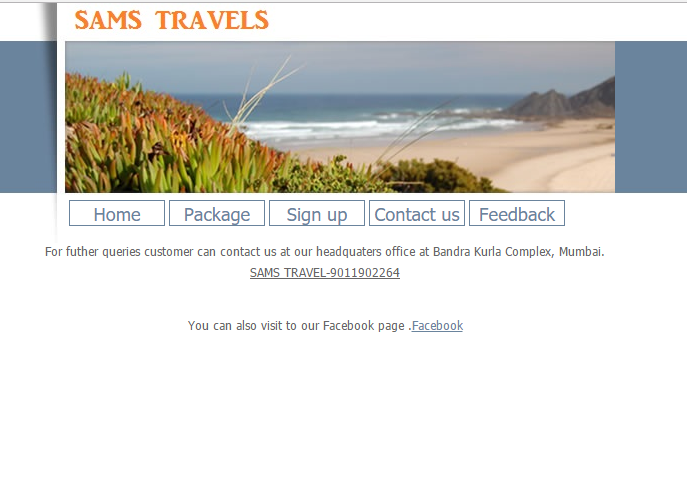 SAMS TRAVELS
Home Package Sign up Contact us Feedback
For futher queries customer can contact us at our headquaters office at Bandra Kurla Complex, Mumbai.
SAMS TRAVEL-9011902264
You can also visit to our Facebook page .Facebook